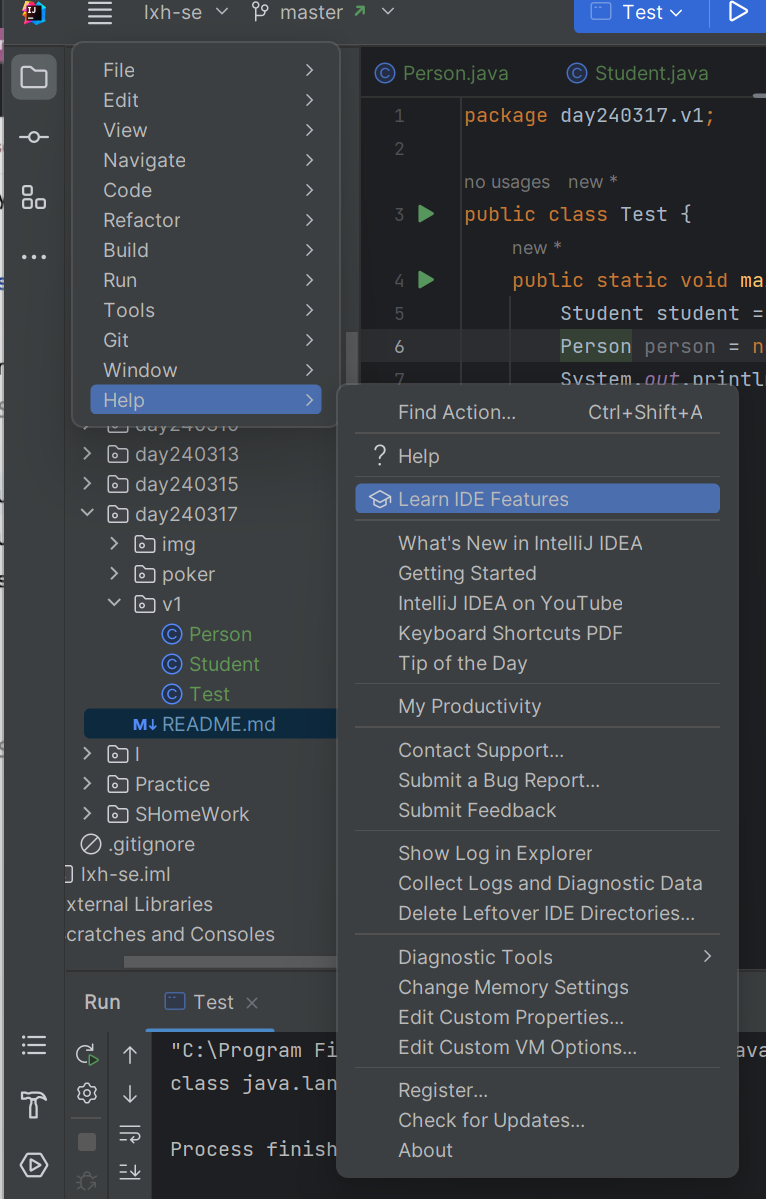 lxh-se master Test
File
Edit
View
Navigate
Code
Refactor
Build
Run
Tools
Git
Window
Help
Person.java Student.java
1 package day240317.v1;
2
no usages new *
3 public class Test {
new *
4 public static void ma
5 Student student =
6 Person person = n
7 System.out.printl
Find Action... Ctrl+Shift+A
Help
Learn IDE Features
What's New in IntelliJ IDEA
Getting Started
IntelliJ IDEA on YouTube
Keyboard Shortcuts PDF
Tip of the Day
My Productivity
Contact Support...
Submit a Bug Report...
Submit Feedback
Show Log in Explorer
Collect Logs and Diagnostic Data
Delete Leftover IDE Directories...
Diagnostic Tools
Change Memory Settings
Edit Custom Properties...
Edit Custom VM Options...
Register...
Check for Updates...
About
day240313
day240315
day240317
img
poker
v1
Person
Student
Test
README.md
l
Practice
SHomeWork
.gitignore
lxh-se.iml
xternal Libraries
cratches and Consoles
Run Test
"C:\Program Fi ava
class java.lan
Process finish